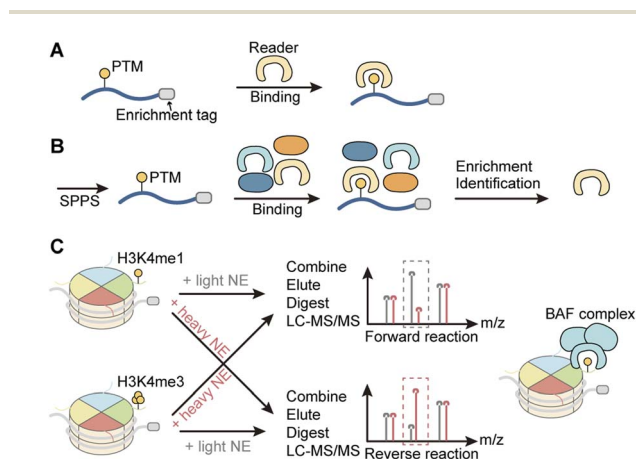 A
PTM
Enrichment tag
Reader
Binding
B
SPPS
PTM
Binding
Enrichment
Identification
C
H3K4me1
+ light NE
+ heavy NE
H3K4me3
+ heavy NE
+ light NE
Combine
Elute
Digest
LC-MS/MS
m/z
Forward reaction
Combine
Elute
Digest
LC-MS/MS
m/z
Reverse reaction
BAF complex